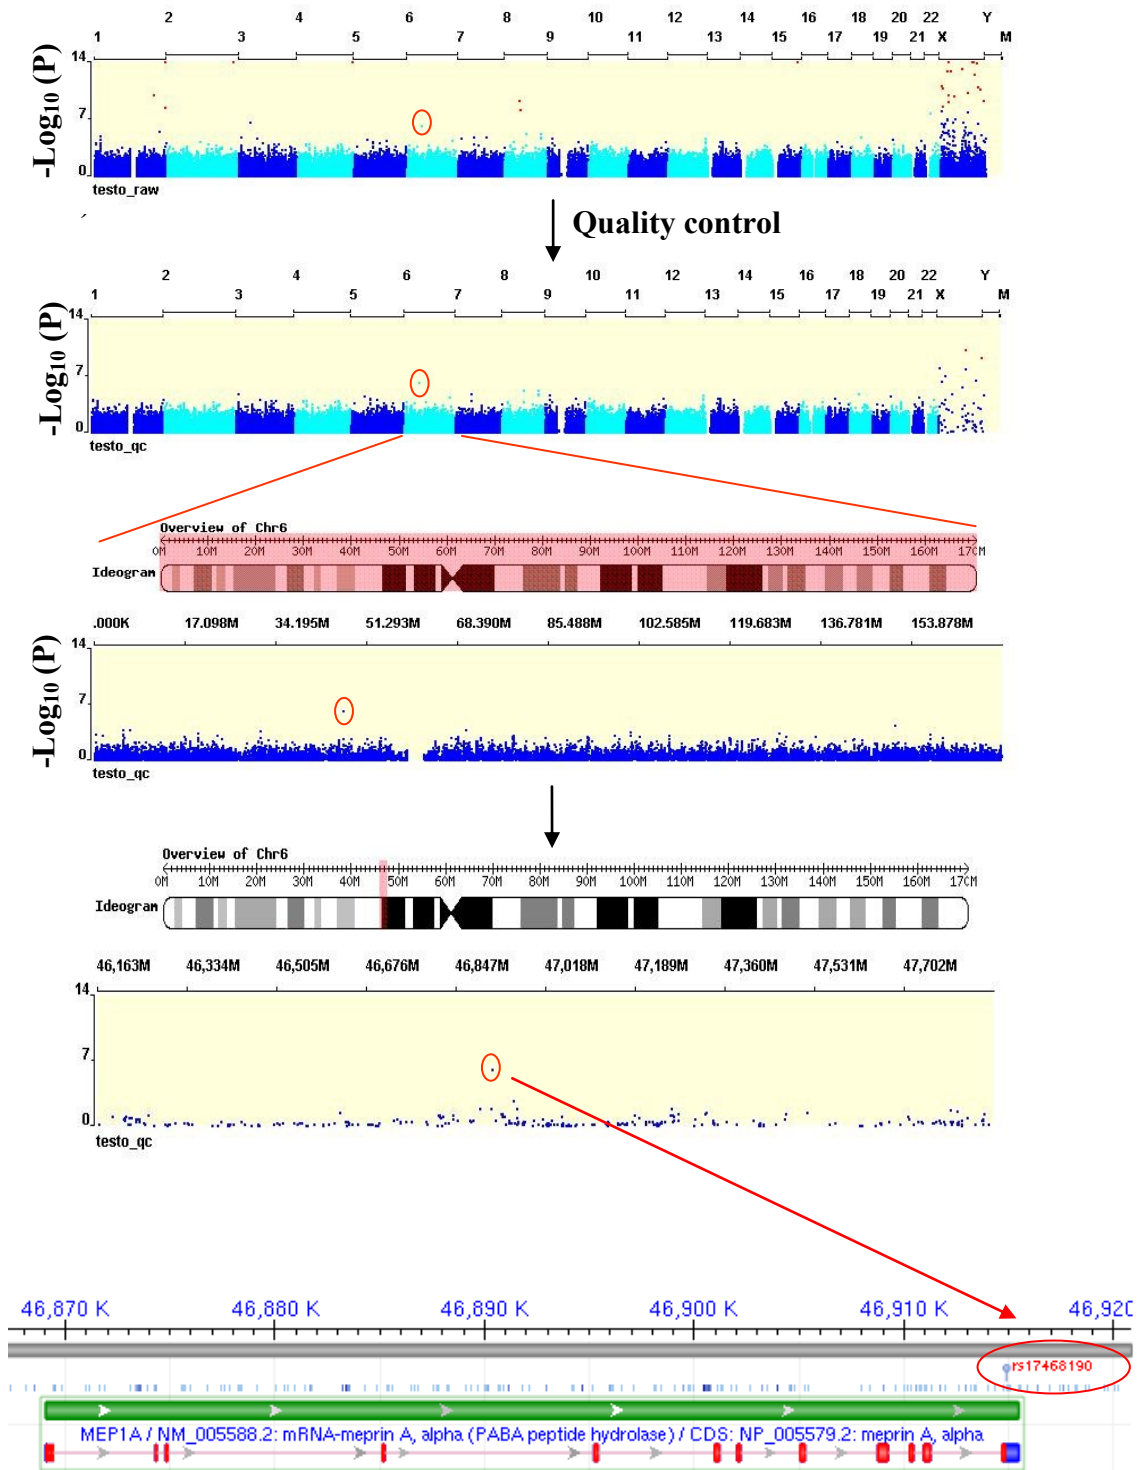 2 4 6 8 10 12 14 16 18 20 22 Y
1 3 5 7 9 11 13 15 17 19 21 X M
-Log10 (P)
14
7
0
testo_raw
Quality control
2 4 6 8 10 12 14 16 18 20 22 Y
1 3 5 7 9 11 13 15 17 19 21 X M
-Log10 (P)
14
7
0
testo_qc
Overview of Chr6
0M 10M 20M 30M 40M 50M 60M 70M 80M 90M 100M 110M 120M 130M 140M 150M 160M 170M
Ideogram
.000K 17.098M 34.195M 51.293M 68.390M 85.488M 102.585M 119.683M 136.781M 153.878M
-Log10 (P)
14
7
0
testo_qc
Overview of Chr6
0M 10M 20M 30M 40M 50M 60M 70M 80M 90M 100M 110M 120M 130M 140M 150M 160M 170M
Ideogram
46,163M 46,334M 46,505M 46,676M 46,847M 47,018M 47,189M 47,360M 47,531M 47,702M
14
7
0
testo_qc
46,870 K 46,880 K 46,890 K 46,900 K 46,910 K 46,920
rs17468190
MEP1A / NM_005588.2: mRNA-meprin A, alpha (PABA peptide hydrolase) / CDS: NP_005579.2: meprin A, alpha